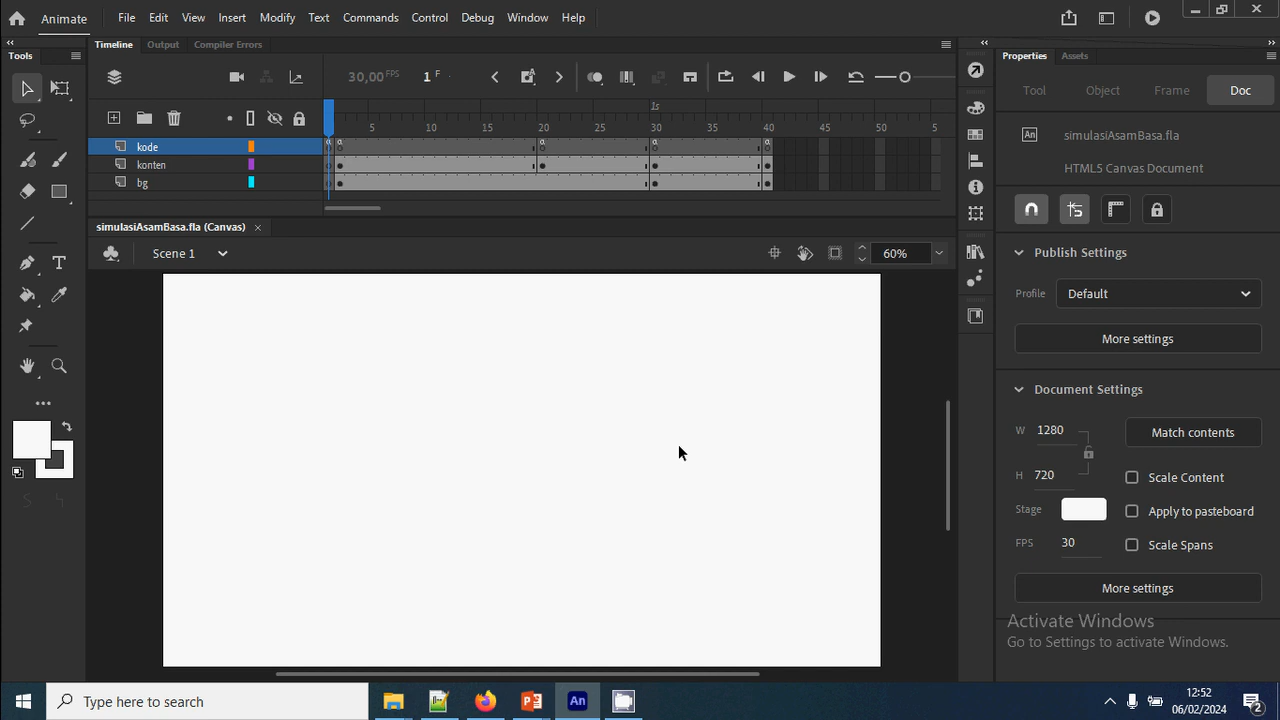 Animate File Edit View Insert Modify Text Commands Control Debug Window Help
Timeline Output Compiler Errors
Tools
Properties Assets
30,00 FPS 1 F
Tool Object Frame Doc
1s
5 10 15 20 25 30 35 40 45 50 5
An simulasiAsamBasa.fla
HTML5 Canvas Document
kode
konten
bg
simulasiAsamBasa.fla (Canvas)
Scene 1 60%
Publish Settings
Profile Default
More settings
Document Settings
W 1280 Match contents
H 720 Scale Content
Stage Apply to pasteboard
FPS 30 Scale Spans
More settings
Activate Windows
Go to Settings to activate Windows.
Type here to search
An
12:52
06/02/2024
2